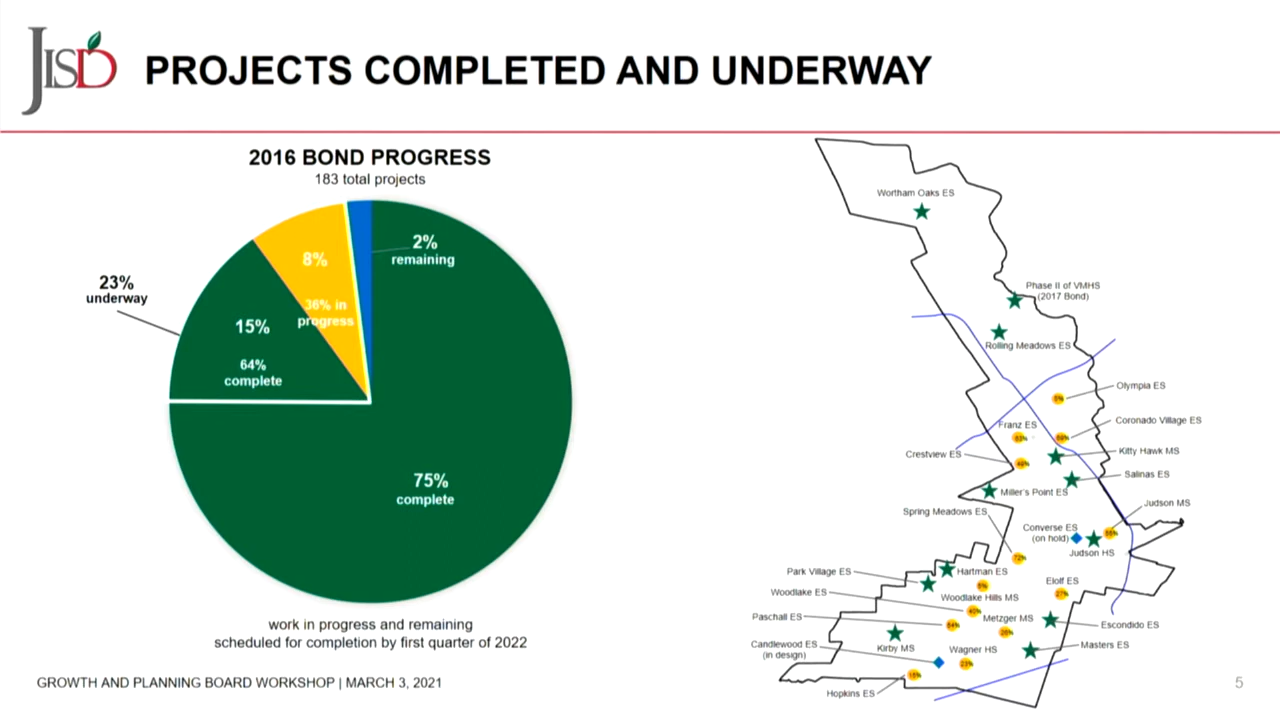 JISD
PROJECTS COMPLETED AND UNDERWAY
2016 BOND PROGRESS
183 total projects
2%
remaining
8%
36% in
progress
23%
underway
15%
64%
complete
75%
complete
work in progress and remaining
scheduled for completion by first quarter of 2022
Wortham Oaks ES
Phase II of VMHS
(2017 Bond)
Rolling Meadows ES
Olympia ES
Coronado Village ES
Franz ES
Kitty Hawk MS
Crestview ES
Salinas ES
Miller's Point ES
Judson MS
Spring Meadows ES
Converse ES
(on hold)
Judson HS
72%
Park Village ES
Hartman ES
Eloff ES
Woodlake ES
Woodlake Hills MS
27%
Paschall ES
Metzger MS
Escondido ES
Kirby MS
Candlewood ES
(in design)
Wagner HS
Masters ES
23%
Hopkins ES
GROWTH AND PLANNING BOARD WORKSHOP | MARCH 3, 2021
5